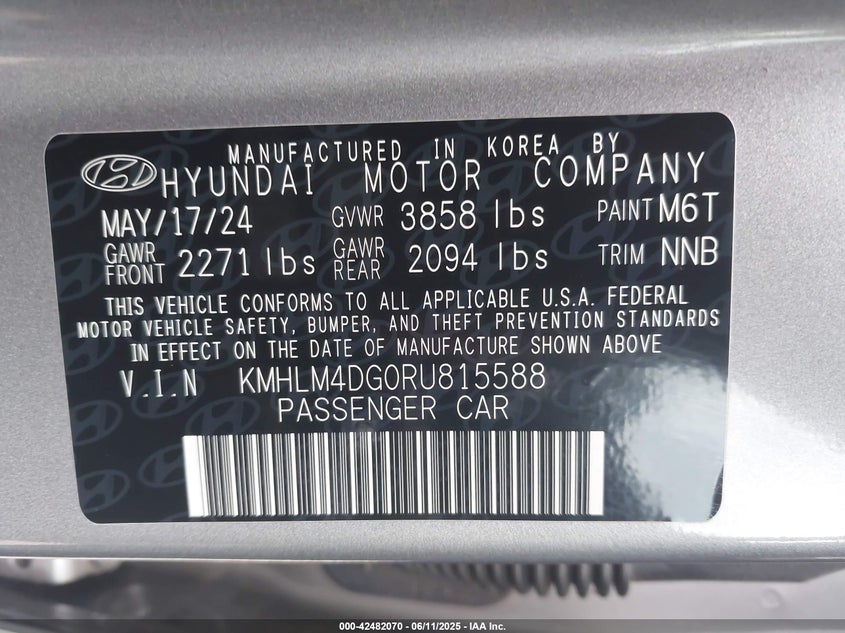 MANUFACTURED IN KOREA BY
HYUNDAI MOTOR COMPANY
MAY/17/24 GVWR 3858 lbs PAINT M6T
GAWR FRONT 2271 lbs GAWR REAR 2094 lbs TRIM NNB
THIS VEHICLE CONFORMS TO ALL APPLICABLE U.S.A. FEDERAL
MOTOR VEHICLE SAFETY, BUMPER, AND THEFT PREVENTION STANDARDS
IN EFFECT ON THE DATE OF MANUFACTURE SHOWN ABOVE
V.I.N KMHLM4DG0RU815588
PASSENGER CAR
000-42482070 - 06/11/2025 - IAA Inc.